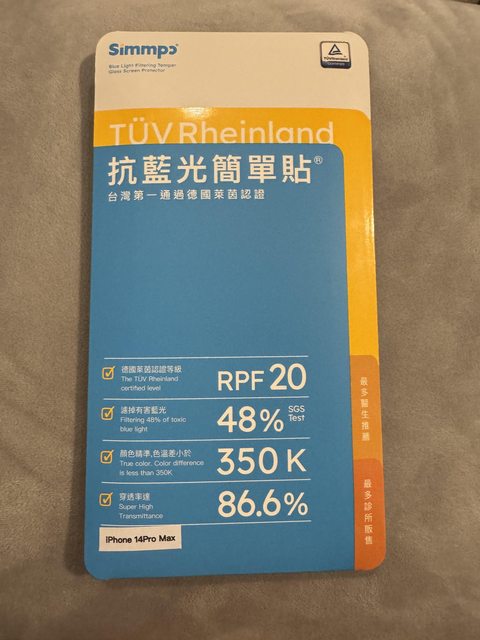 Simmpo
Blue Light Filtering Temper
Glass Screen Protector
TÜVRheinland
TÜV Rheinland
抗藍光簡單貼®
台灣第一通過德國萊茵認證
德國萊茵認證等級
The TÜV Rheinland
certified level
RPF 20
濾掉有害藍光
Filtering 48% of toxic
blue light
48% SGS
Test
顏色精準,色溫差小於
True color. Color difference
is less than 350K
350 K
穿透率達
Super High
Transmittance
86.6%
iPhone 14Pro Max
最多醫生推薦
最多診所販售